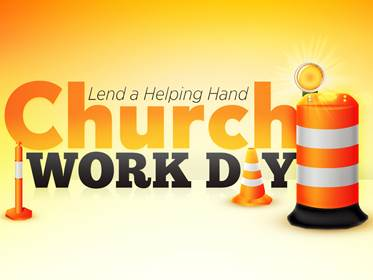 Lend a Helping Hand
Church
WORK DAY